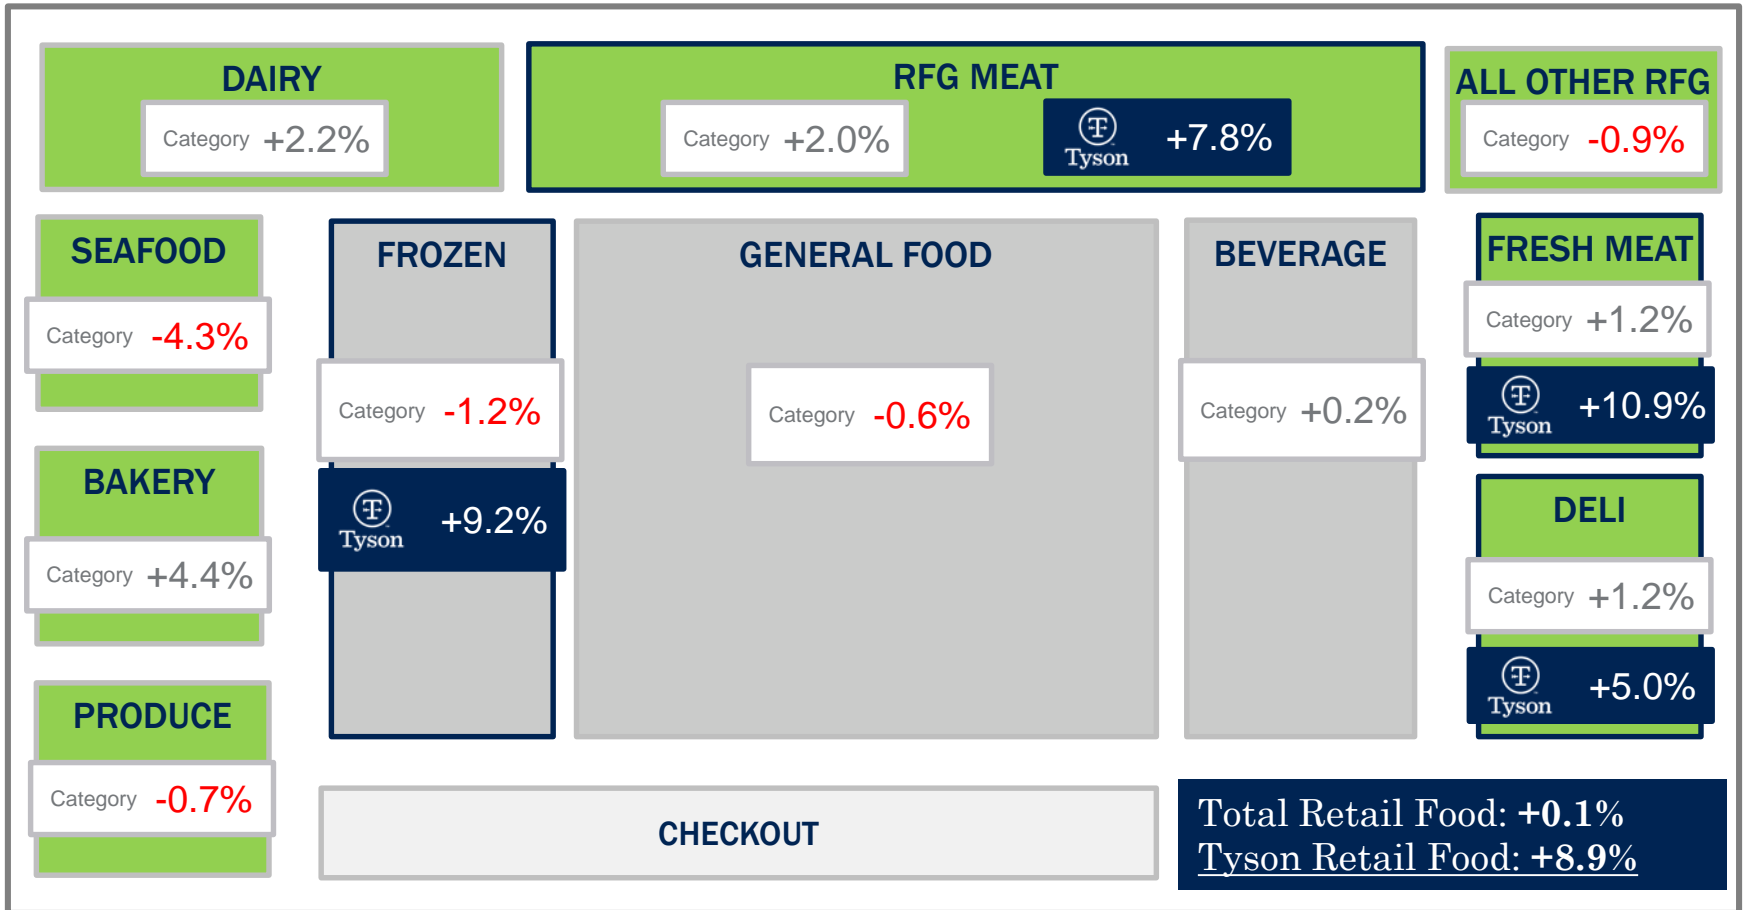 DAIRY
Category +2.2%
RFG MEAT
Category +2.0%
Tyson +7.8%
ALL OTHER RFG
Category -0.9%
SEAFOOD
Category -4.3%
BAKERY
Category +4.4%
PRODUCE
Category -0.7%
FROZEN
Category -1.2%
Tyson +9.2%
GENERAL FOOD
Category -0.6%
BEVERAGE
Category +0.2%
FRESH MEAT
Category +1.2%
Tyson +10.9%
DELI
Category +1.2%
Tyson +5.0%
CHECKOUT
Total Retail Food: +0.1%
Tyson Retail Food: +8.9%